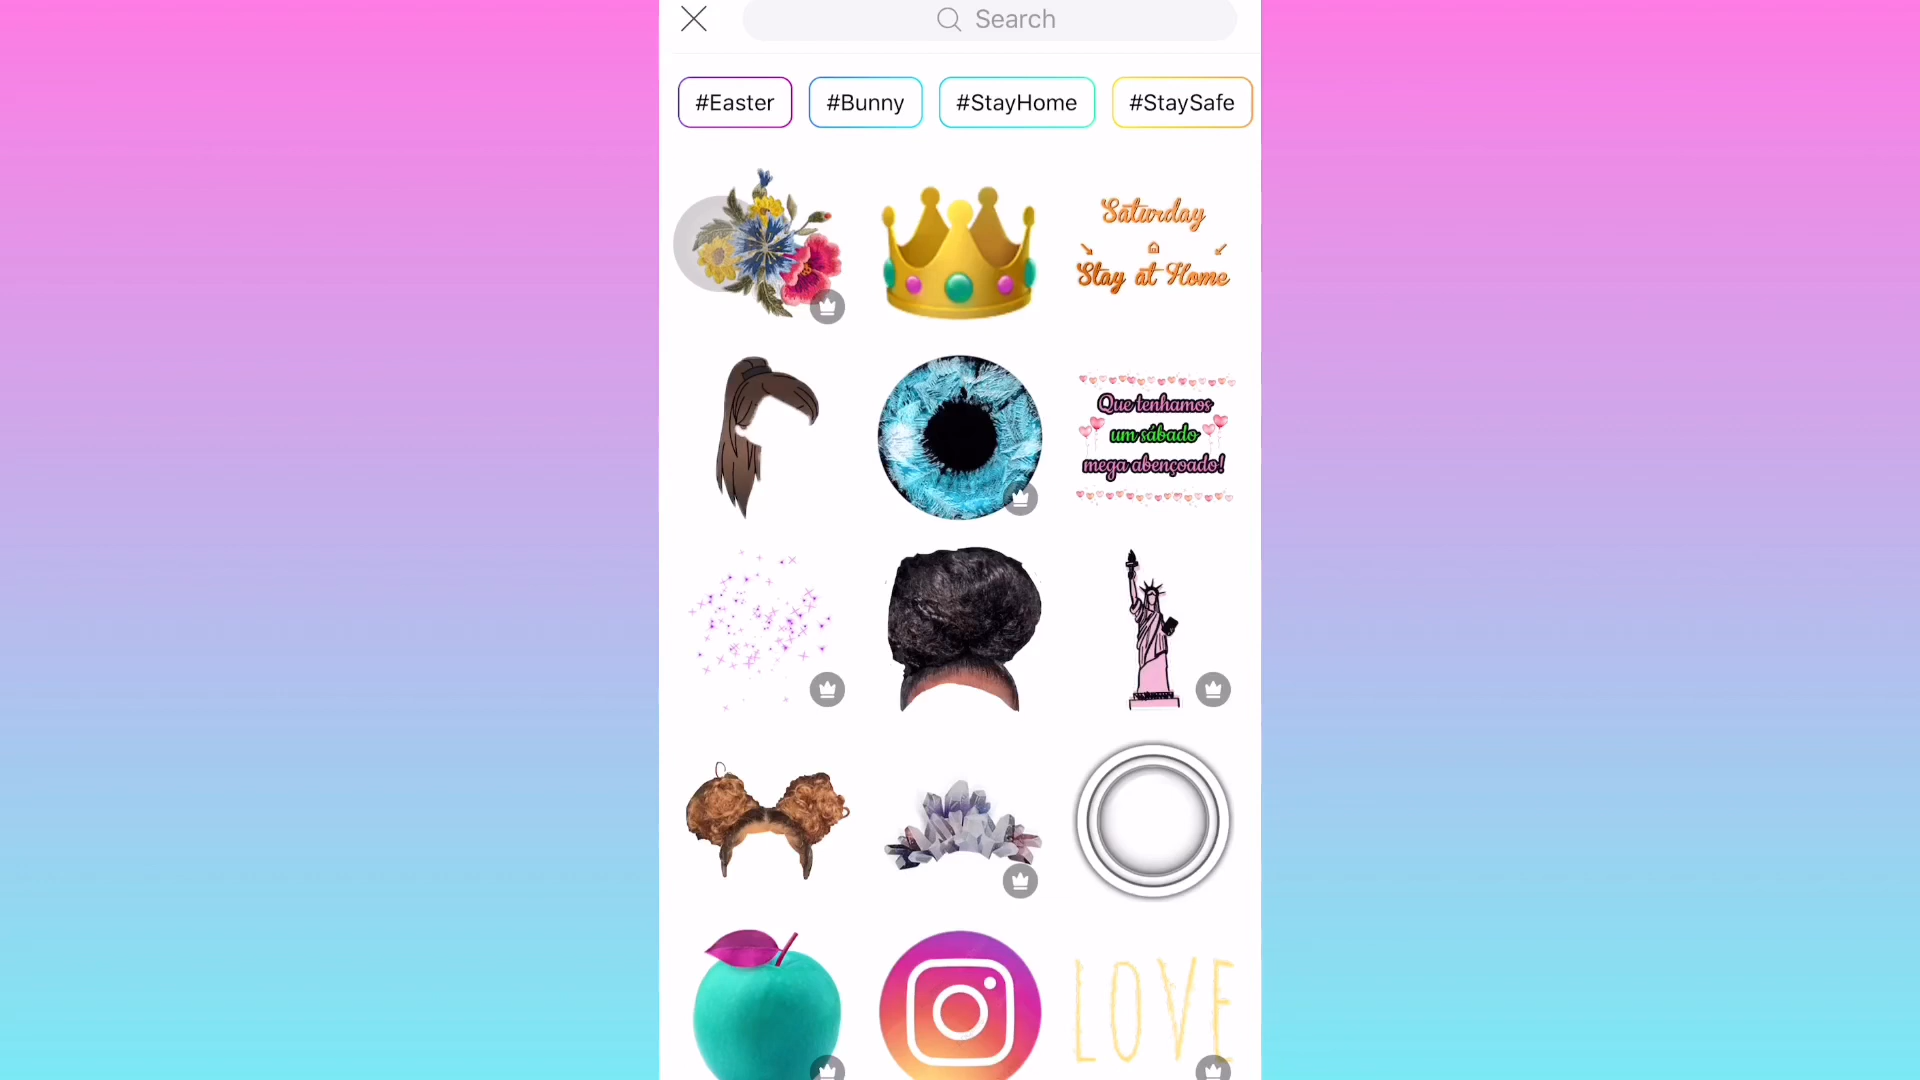 Search
#Easter
#Bunny
#StayHome
#StaySafe
Saturday
Stay at Home
Que tenhamos
um sábado
mega abençoado!
LOVE